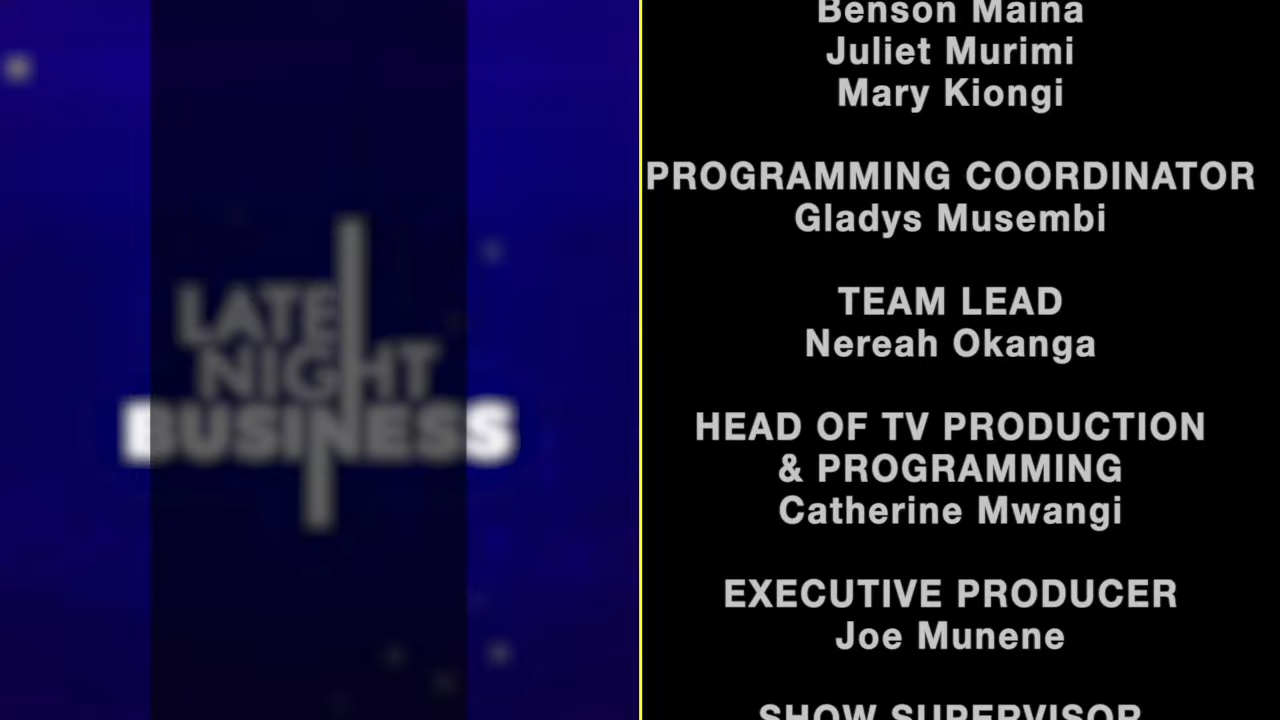 LATE
NIGHT
BUSINESS
Benson Maina
Juliet Murimi
Mary Kiongi
PROGRAMMING COORDINATOR
Gladys Musembi
TEAM LEAD
Nereah Okanga
HEAD OF TV PRODUCTION
& PROGRAMMING
Catherine Mwangi
EXECUTIVE PRODUCER
Joe Munene
SHOW SUPERVISOR